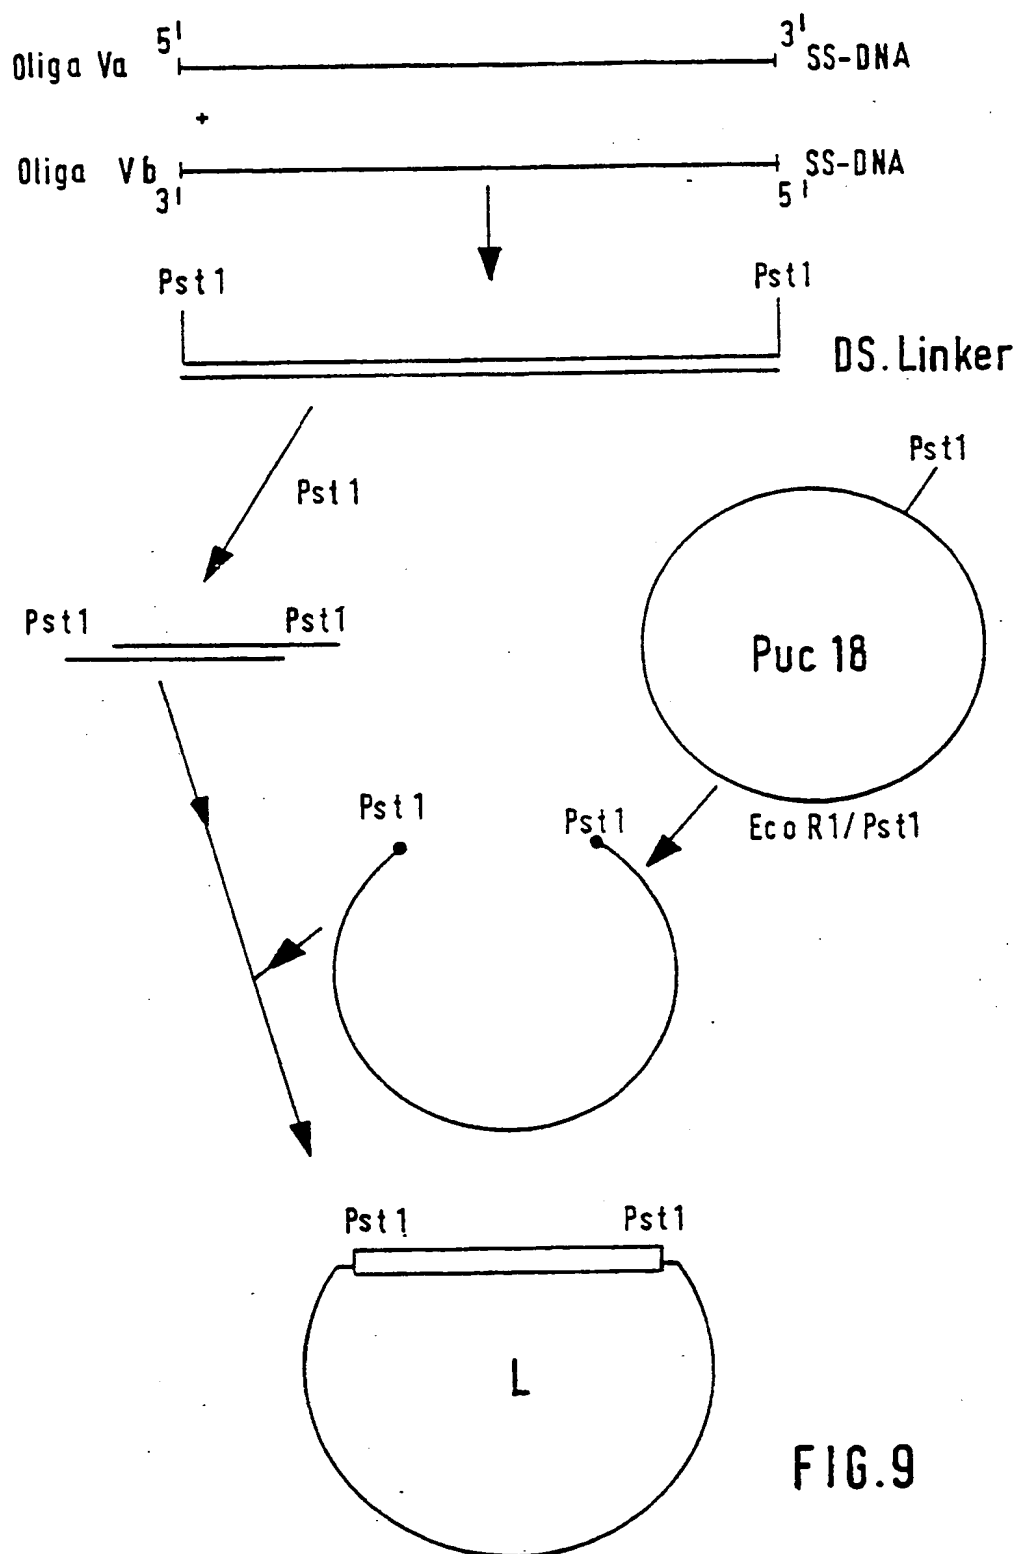 5' 3'
Oliga Va SS-DNA
+
Oliga Vb SS-DNA
3' 5'
Pst1 Pst1
DS.Linker
Pst1
Pst1
Pst1 Pst1
Puc 18
Pst1 Pst1
Eco R1/Pst1
Pst1 Pst1
L
FIG.9